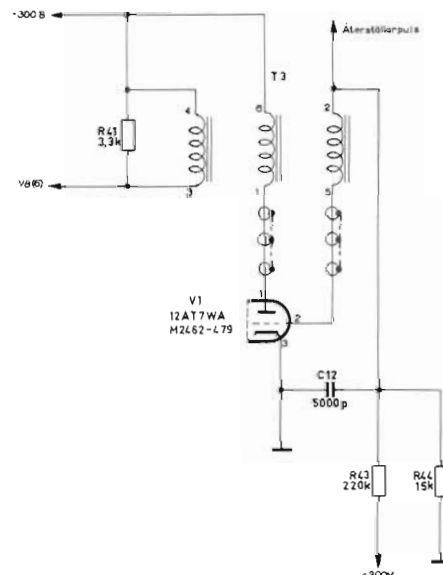 -300B
Återställarpuls
T3
4
6
2
R41
3,3k
V8(6)
3
1
5
1
V1
12AT7WA
M2462-479
2
3
C12
5000p
R43
220k
R44
15k
-300V